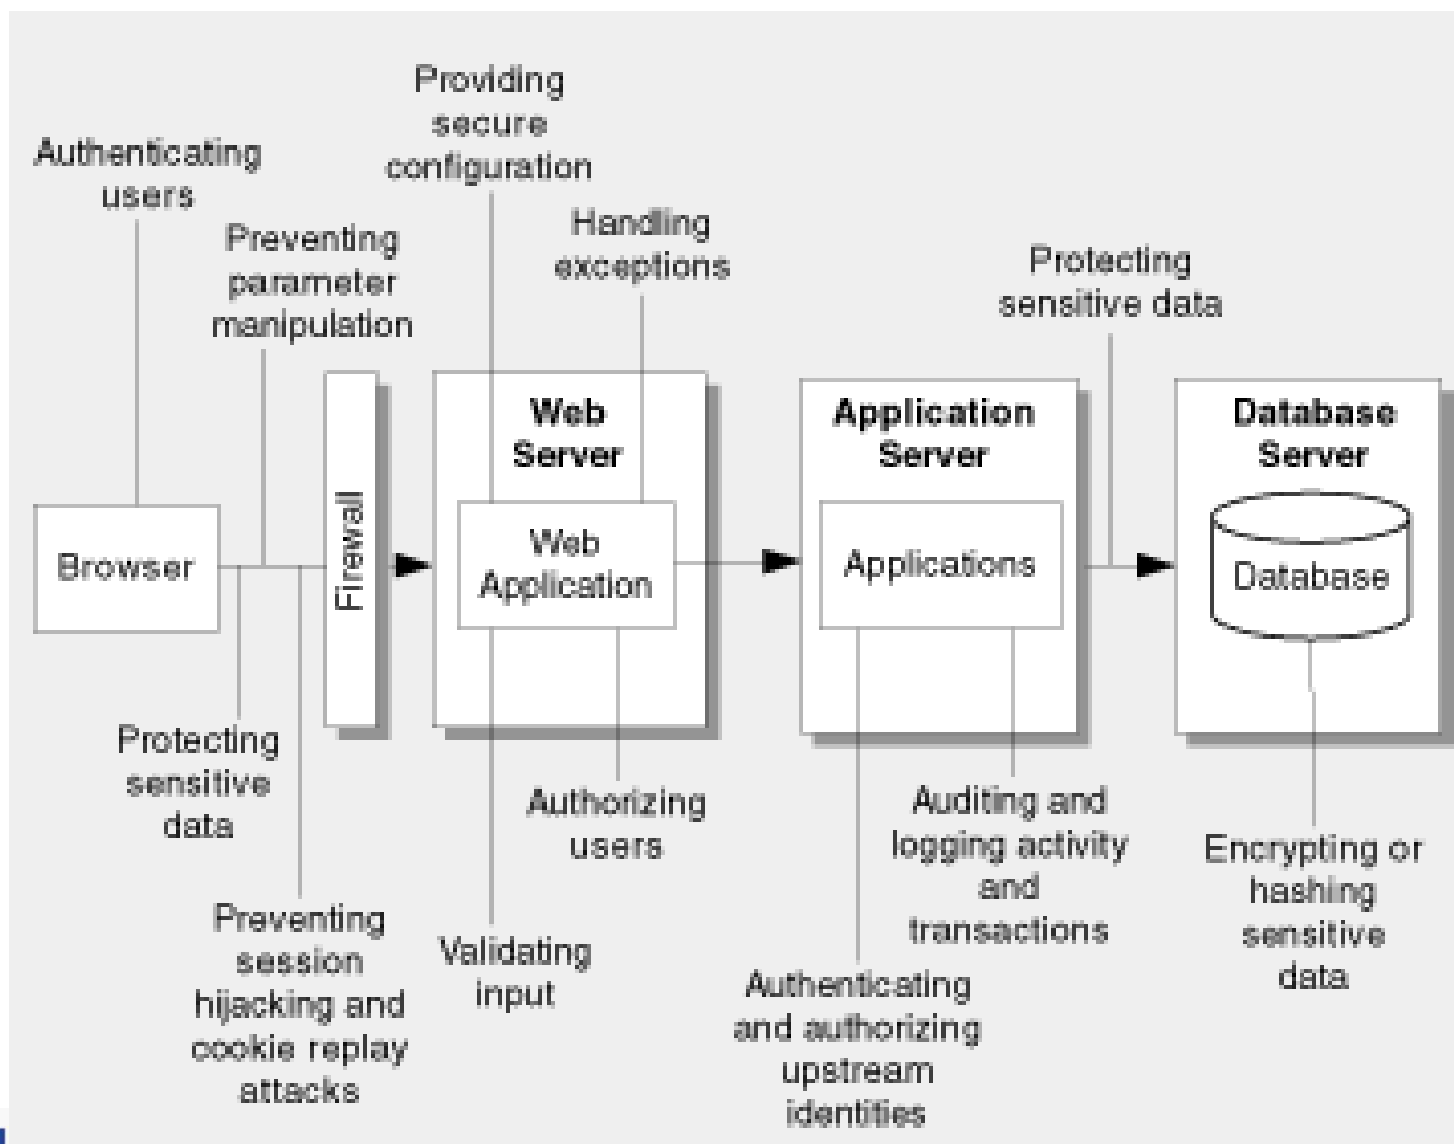 Providing
secure
configuration
Authenticating
users
Preventing
parameter
manipulation
Handling
exceptions
Protecting
sensitive data
Browser
Firewall
Web
Server
Web
Application
Application
Server
Applications
Database
Server
Database
Protecting
sensitive
data
Preventing
session
hijacking and
cookie replay
attacks
Validating
input
Authorizing
users
Authenticating
and authorizing
upstream
identities
Auditing and
logging activity
and
transactions
Encrypting or
hashing
sensitive
data